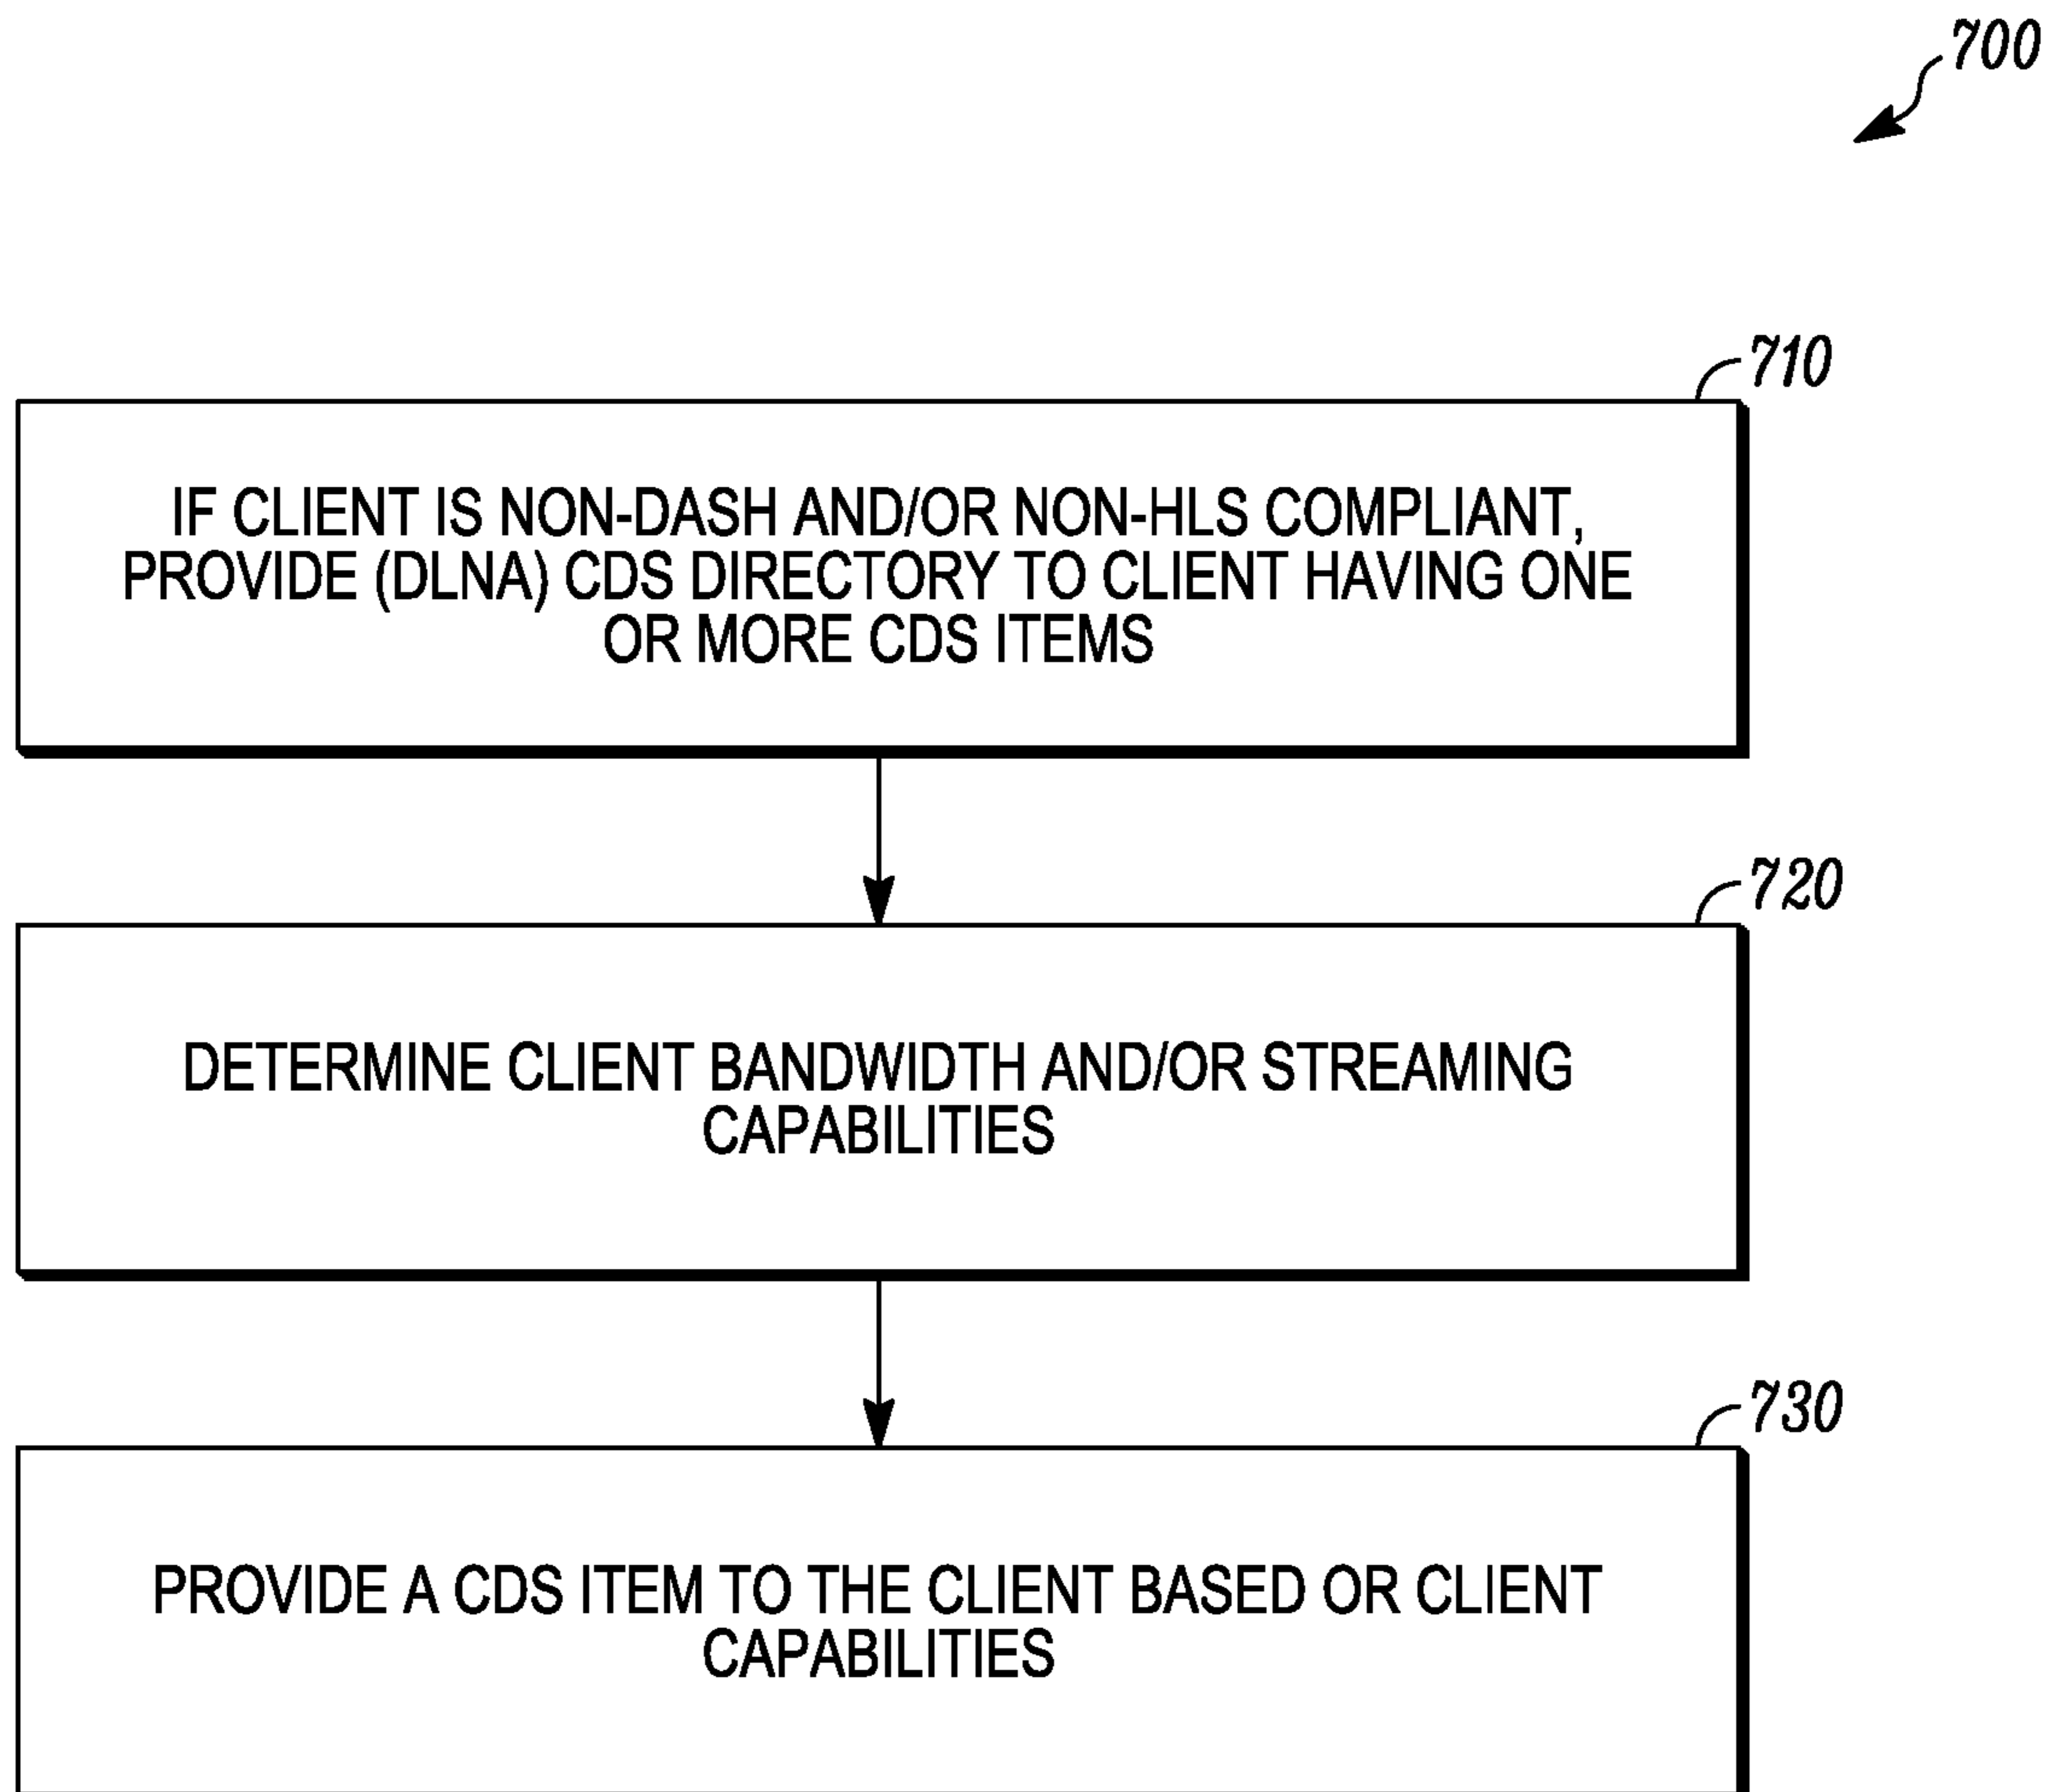 700
710
IF CLIENT IS NON-DASH AND/OR NON-HLS COMPLIANT,
PROVIDE (DLNA) CDS DIRECTORY TO CLIENT HAVING ONE
OR MORE CDS ITEMS
720
DETERMINE CLIENT BANDWIDTH AND/OR STREAMING
CAPABILITIES
730
PROVIDE A CDS ITEM TO THE CLIENT BASED OR CLIENT
CAPABILITIES